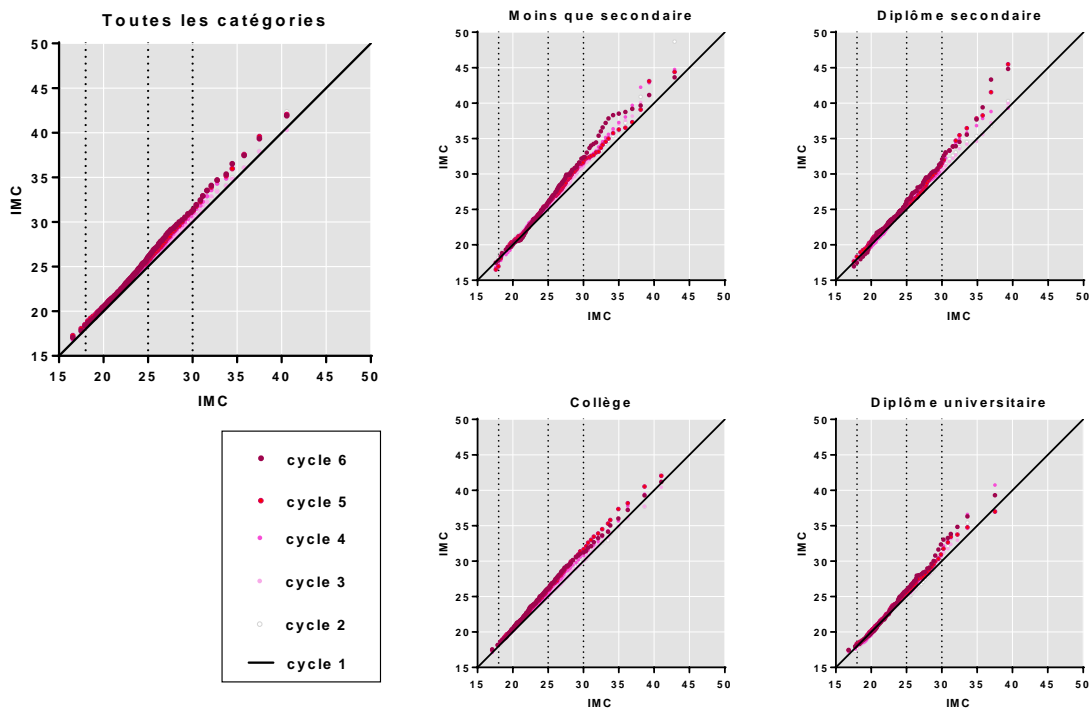 Toutes les catégories
50
45
40
35
30
25
20
15
IMC
15 20 25 30 35 40 45 50
IMC
Moins que secondaire
50
45
40
35
30
25
20
15
IMC
15 20 25 30 35 40 45 50
IMC
Diplôme secondaire
50
45
40
35
30
25
20
15
IMC
15 20 25 30 35 40 45 50
IMC
cycle 6
cycle 5
cycle 4
cycle 3
cycle 2
cycle 1
Collège
50
45
40
35
30
25
20
15
IMC
15 20 25 30 35 40 45 50
IMC
Diplôme universitaire
50
45
40
35
30
25
20
15
IMC
15 20 25 30 35 40 45 50
IMC